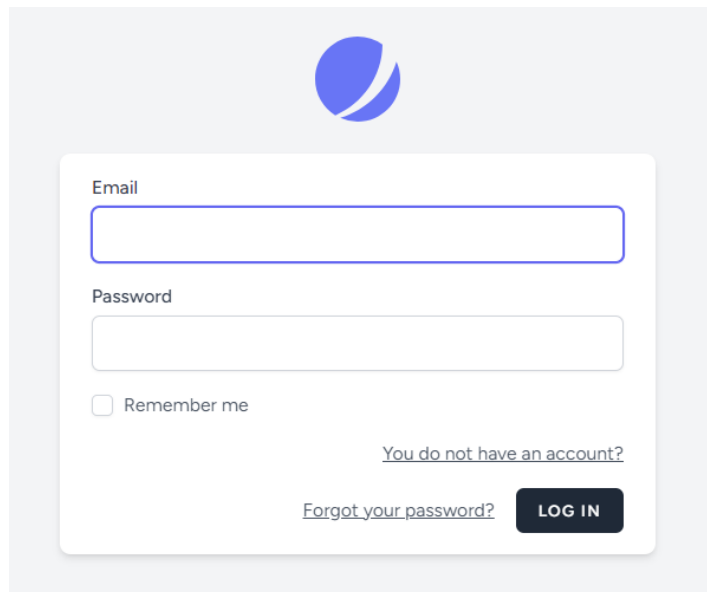 Email
Password
Remember me
You do not have an account?
Forgot your password?
LOG IN